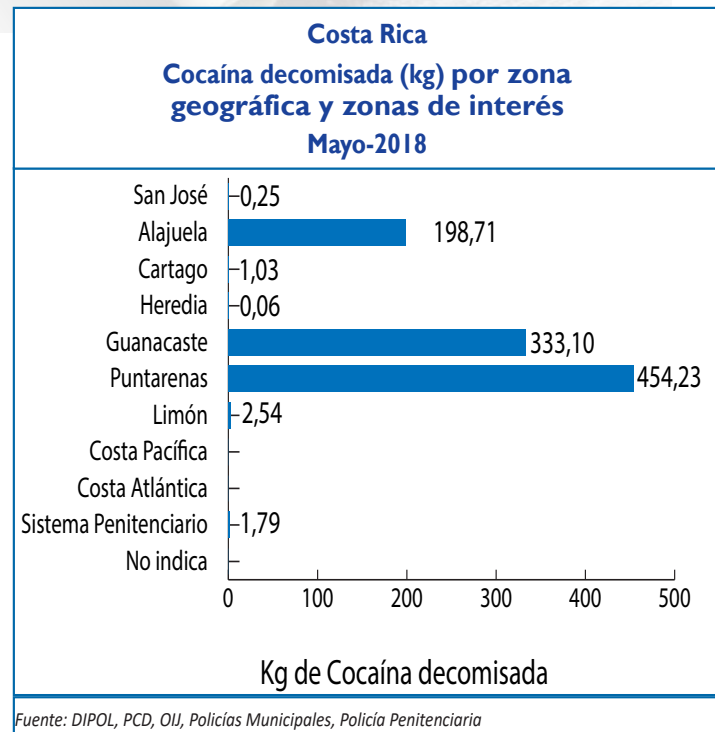 Costa Rica
Cocaína decomisada (kg) por zona
geográfica y zonas de interés
Mayo-2018
San José 0,25
Alajuela 198,71
Cartago 1,03
Heredia 0,06
Guanacaste 333,10
Puntarenas 454,23
Limón 2,54
Costa Pacífica
Costa Atlántica
Sistema Penitenciario 1,79
No indica
0 100 200 300 400 500
Kg de Cocaína decomisada
Fuente: DIPOL, PCD, OIJ, Policías Municipales, Policía Penitenciaria